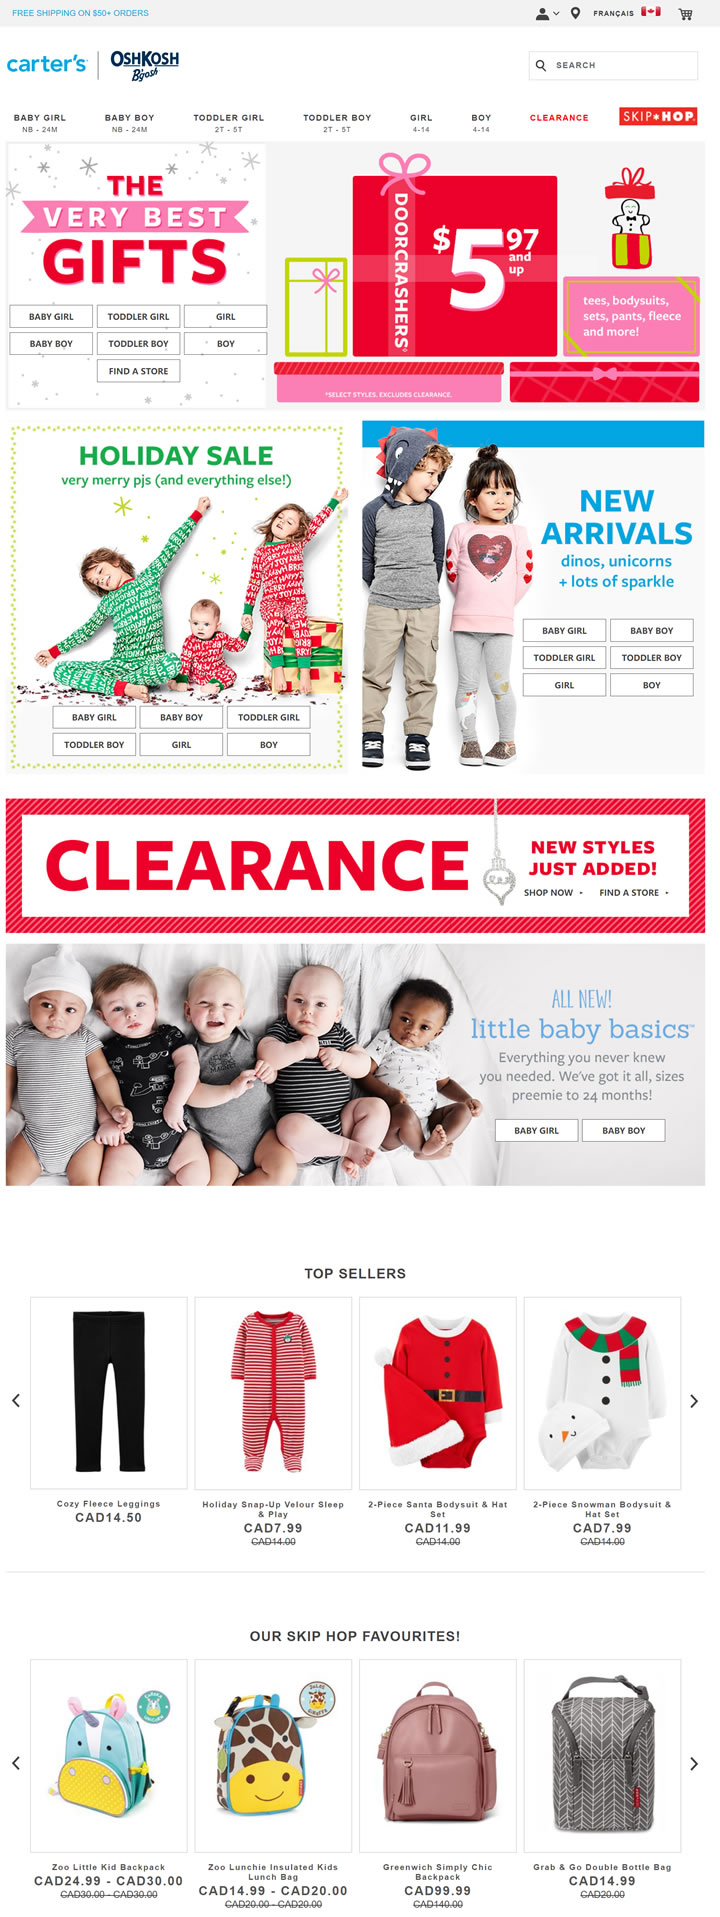 FREE SHIPPING ON $50+ ORDERS
FRANÇAIS
carter's
OSHKOSH
B'gosh
SEARCH
BABY GIRL
NB - 24M
BABY BOY
NB - 24M
TODDLER GIRL
2T - 5T
TODDLER BOY
2T - 5T
GIRL
4-14
BOY
4-14
CLEARANCE
SKIP*HOP
THE
VERY BEST
GIFTS
BABY GIRL
TODDLER GIRL
GIRL
BABY BOY
TODDLER BOY
BOY
FIND A STORE
DOORCRASHERS◊
$5.97
and
up
tees, bodysuits,
sets, pants, fleece
and more!
*SELECT STYLES. EXCLUDES CLEARANCE.
HOLIDAY SALE
very merry pjs (and everything else!)
BABY GIRL
BABY BOY
TODDLER GIRL
TODDLER BOY
GIRL
BOY
NEW
ARRIVALS
dinos, unicorns
+ lots of sparkle
BABY GIRL
BABY BOY
TODDLER GIRL
TODDLER BOY
GIRL
BOY
CLEARANCE
NEW STYLES
JUST ADDED!
SHOP NOW
FIND A STORE
ALL NEW!
little baby basics™
Everything you never knew
you needed. We've got it all, sizes
preemie to 24 months!
BABY GIRL
BABY BOY
TOP SELLERS
Cozy Fleece Leggings
CAD14.50
Holiday Snap-Up Velour Sleep
& Play
CAD7.99
CAD14.00
2-Piece Santa Bodysuit & Hat
Set
CAD11.99
CAD14.00
2-Piece Snowman Bodysuit &
Hat Set
CAD7.99
CAD14.00
OUR SKIP HOP FAVOURITES!
Zoo Little Kid Backpack
CAD24.99 - CAD30.00
CAD30.00 - CAD30.00
Zoo Lunchie Insulated Kids
Lunch Bag
CAD14.99 - CAD20.00
CAD20.00 - CAD20.00
Greenwich Simply Chic
Backpack
CAD99.99
CAD140.00
Grab & Go Double Bottle Bag
CAD14.99
CAD20.00